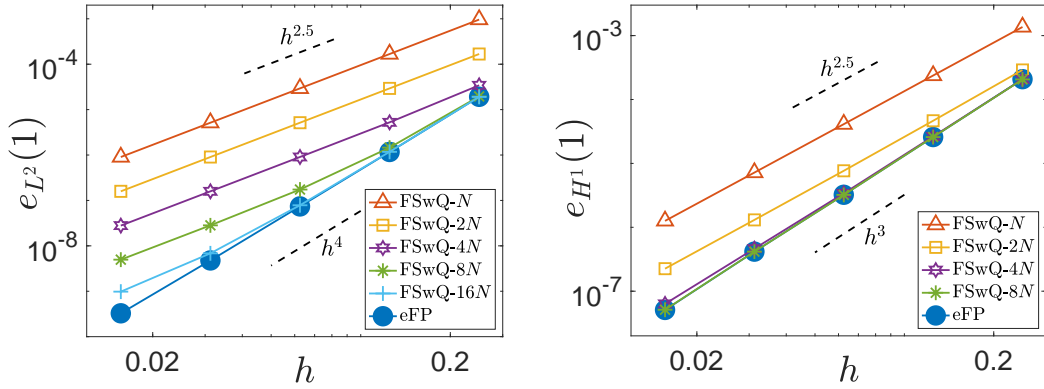 e_{L^2}(1)
10^{-4}
10^{-8}
h^{2.5}
h^4
FSwQ-N
FSwQ-2N
FSwQ-4N
FSwQ-8N
FSwQ-16N
eFP
0.02
0.2
h
e_{H^1}(1)
10^{-3}
10^{-7}
h^{2.5}
h^3
FSwQ-N
FSwQ-2N
FSwQ-4N
FSwQ-8N
eFP
0.02
0.2
h